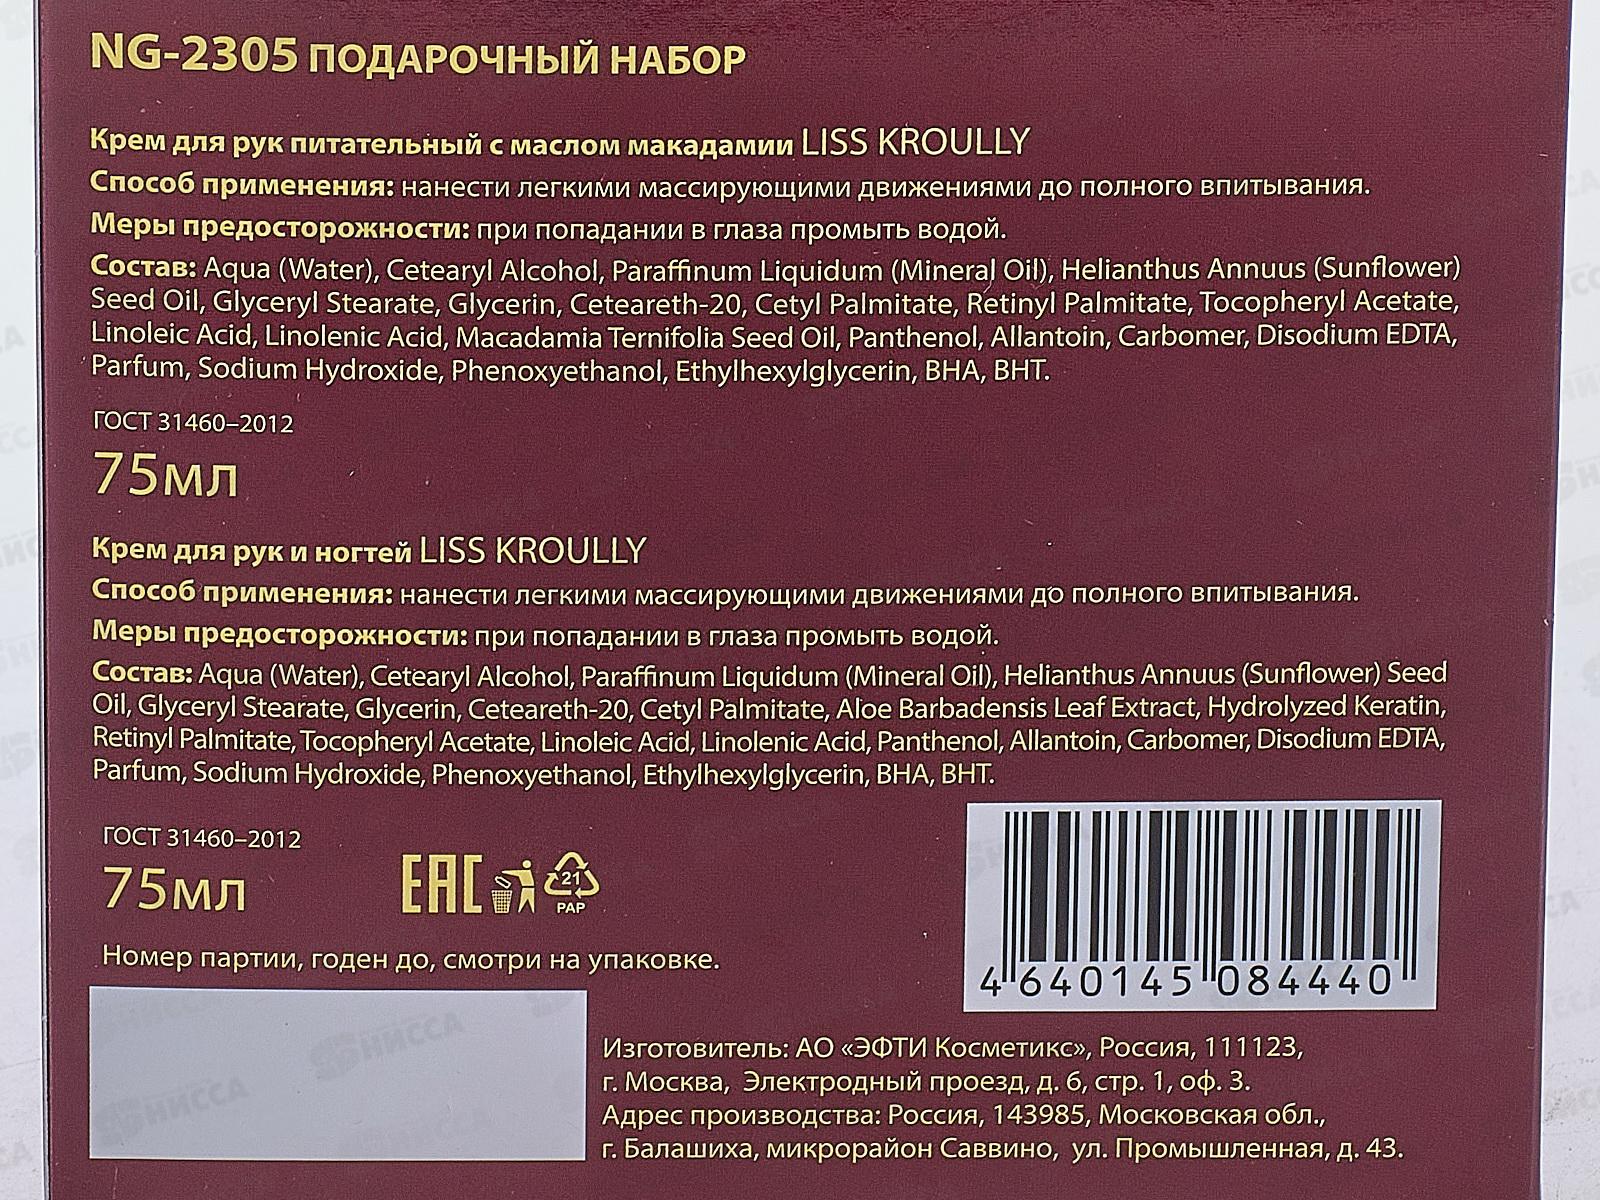 NG-2305 ПОДАРОЧНЫЙ НАБОР
Крем для рук питательный с маслом макадамии LISS KROULLY
Способ применения: нанести легкими массирующими движениями до полного впитывания.
Меры предосторожности: при попадании в глаза промыть водой.
Состав: Aqua (Water), Cetearyl Alcohol, Paraffinum Liquidum (Mineral Oil), Helianthus Annuus (Sunflower)
Seed Oil, Glyceryl Stearate, Glycerin, Ceteareth-20, Cetyl Palmitate, Retinyl Palmitate, Tocopheryl Acetate,
Linoleic Acid, Linolenic Acid, Macadamia Ternifolia Seed Oil, Panthenol, Allantoin, Carbomer, Disodium EDTA,
Parfum, Sodium Hydroxide, Phenoxyethanol, Ethylhexylglycerin, BHA, BHT.
ГОСТ 31460–2012
75мл
Крем для рук и ногтей LISS KROULLY
Способ применения: нанести легкими массирующими движениями до полного впитывания.
Меры предосторожности: при попадании в глаза промыть водой.
Состав: Aqua (Water), Cetearyl Alcohol, Paraffinum Liquidum (Mineral Oil), Helianthus Annuus (Sunflower) Seed
Oil, Glyceryl Stearate, Glycerin, Ceteareth-20, Cetyl Palmitate, Aloe Barbadensis Leaf Extract, Hydrolyzed Keratin,
Retinyl Palmitate, Tocopheryl Acetate, Linoleic Acid, Linolenic Acid, Panthenol, Allantoin, Carbomer, Disodium EDTA,
Parfum, Sodium Hydroxide, Phenoxyethanol, Ethylhexylglycerin, BHA, BHT.
ГОСТ 31460–2012
75мл
EAC
21
PAP
Номер партии, годен до, смотри на упаковке.
4 640145 084440
Изготовитель: АО «ЭФТИ Косметикс», Россия, 111123,
г. Москва, Электродный проезд, д. 6, стр. 1, оф. 3.
Адрес производства: Россия, 143985, Московская обл.,
г. Балашиха, микрорайон Саввино, ул. Промышленная, д. 43.
НИССА
НИССА